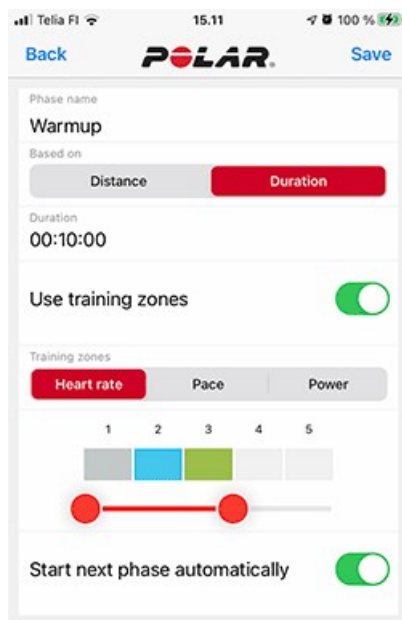 Telia FI 15.11 100 %
Back POLAR. Save
Phase name
Warmup
Based on
Distance Duration
Duration
00:10:00
Use training zones
Training zones
Heart rate Pace Power
1 2 3 4 5
Start next phase automatically